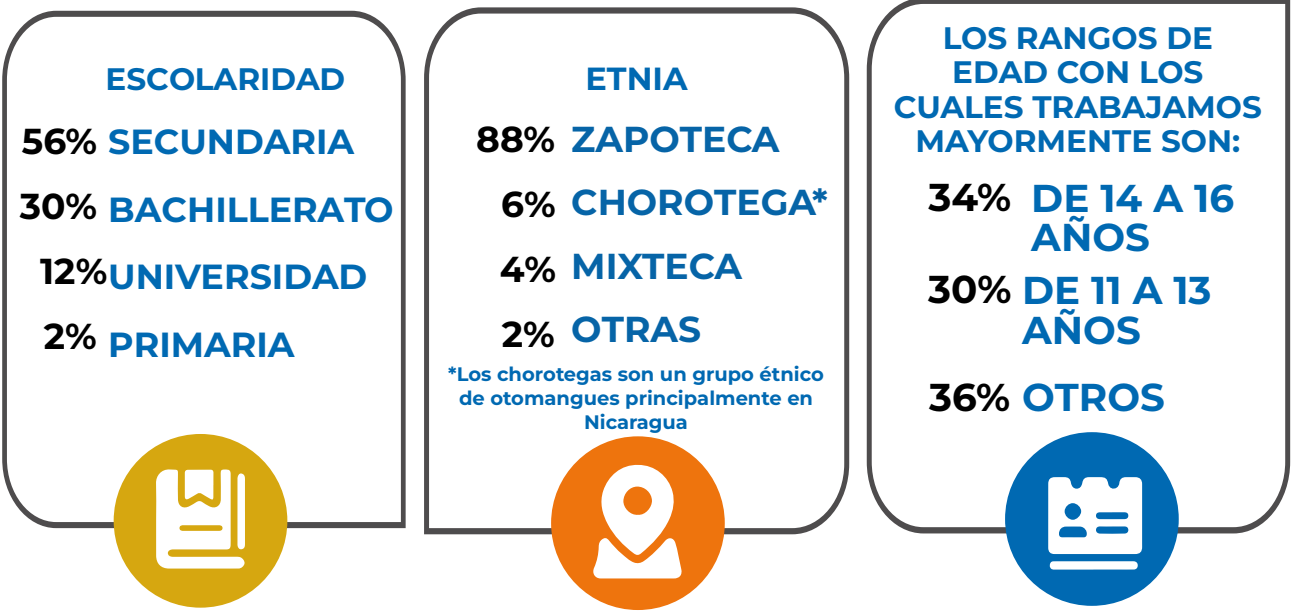 ESCOLARIDAD
56% SECUNDARIA
30% BACHILLERATO
12% UNIVERSIDAD
2% PRIMARIA
ETNIA
88% ZAPOTECA
6% CHOROTEGA*
4% MIXTECA
2% OTRAS
*Los chorotegas son un grupo étnico
de otomangues principalmente en
Nicaragua
LOS RANGOS DE
EDAD CON LOS
CUALES TRABAJAMOS
MAYORMENTE SON:
34% DE 14 A 16
AÑOS
30% DE 11 A 13
AÑOS
36% OTROS